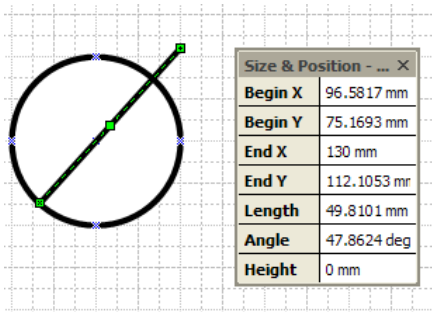 Size & Position - ... ×
Begin X 96.5817 mm
Begin Y 75.1693 mm
End X 130 mm
End Y 112.1053 mr
Length 49.8101 mm
Angle 47.8624 deg
Height 0 mm